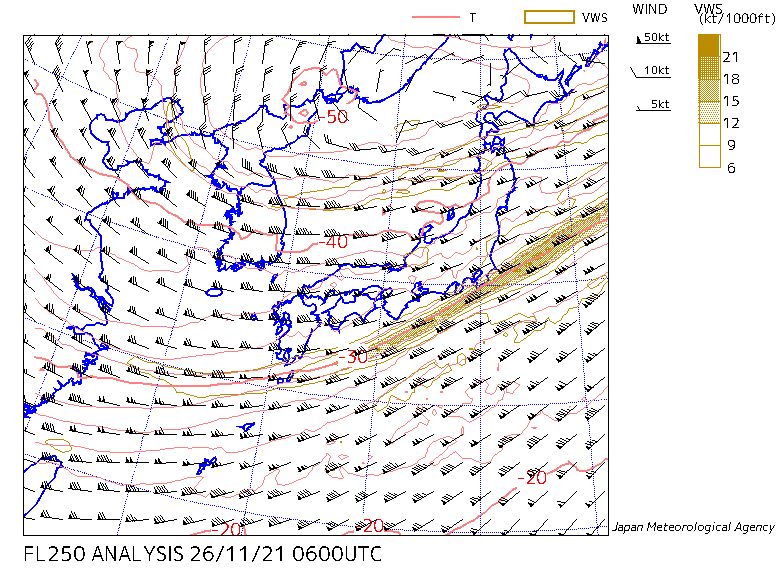 T VWS WIND VWS
(kt/1000ft)
50kt
10kt
5kt
21
18
15
12
9
6
-50
-40
-30
-20
-20
-20
Japan Meteorological Agency
FL250 ANALYSIS 26/11/21 0600UTC